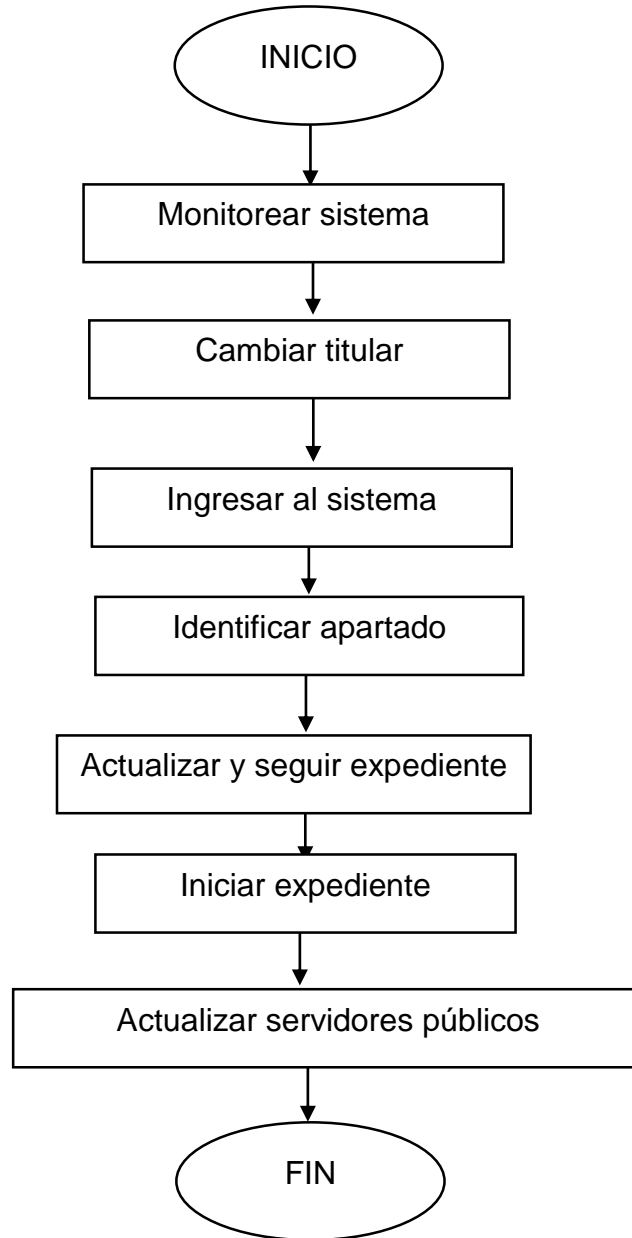 INICIO
Monitorear sistema
Cambiar titular
Ingresar al sistema
Identificar apartado
Actualizar y seguir expediente
Iniciar expediente
Actualizar servidores públicos
FIN